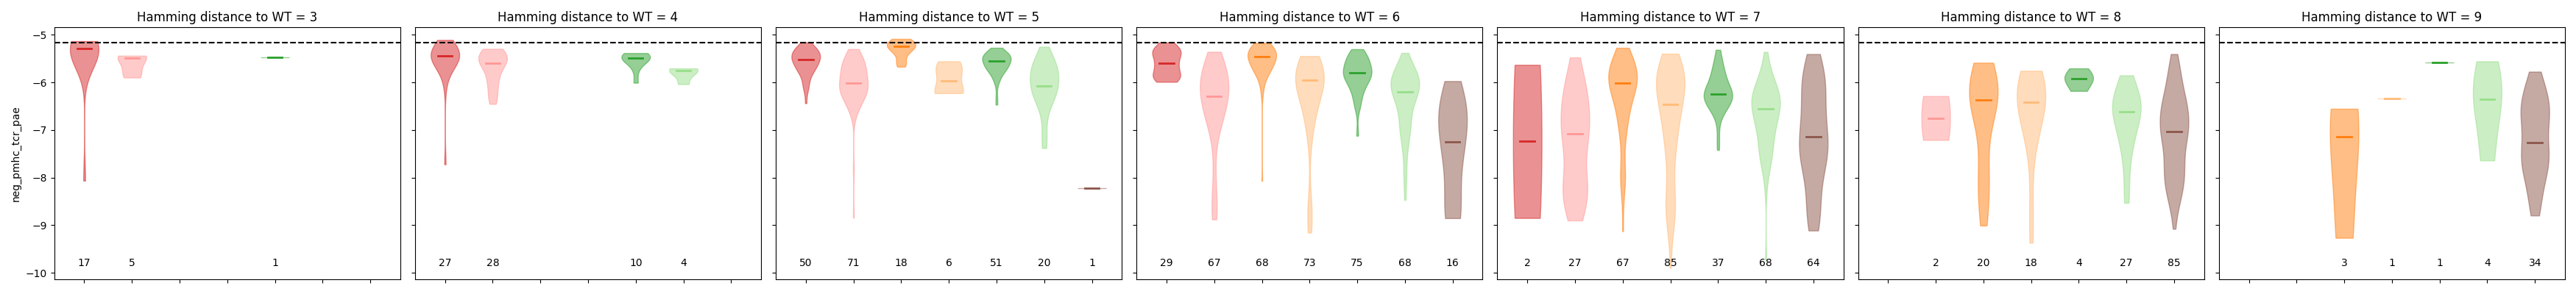 Hamming distance to WT = 3
Hamming distance to WT = 4
Hamming distance to WT = 5
Hamming distance to WT = 6
Hamming distance to WT = 7
Hamming distance to WT = 8
Hamming distance to WT = 9
neg_pmhc_tcr_pae
−5
−6
−7
−8
−9
−10
17 5 1
27 28 10 4
50 71 18 6 51 20 1
29 67 68 73 75 68 16
2 27 67 85 37 68 64
2 20 18 4 27 85
3 1 1 4 34